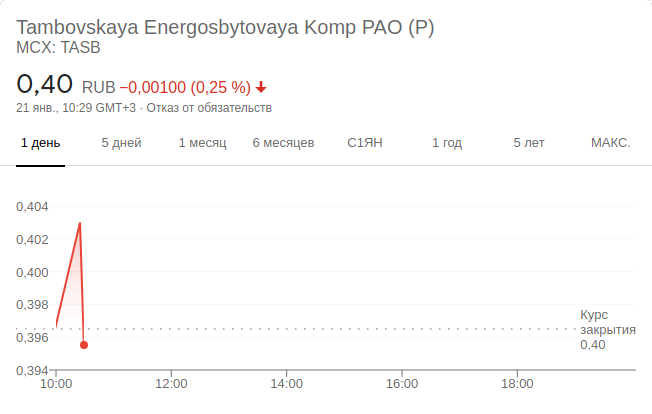 Tambovskaya Energosbytovaya Komp PAO (P)
MCX: TASB
0,40 RUB −0,00100 (0,25 %)
21 янв., 10:29 GMT+3 · Отказ от обязательств
1 день 5 дней 1 месяц 6 месяцев С1ЯН 1 год 5 лет МАКС.
0,404
0,402
0,400
0,398
0,396
0,394
Курс
закрытия
0,40
10:00 12:00 14:00 16:00 18:00